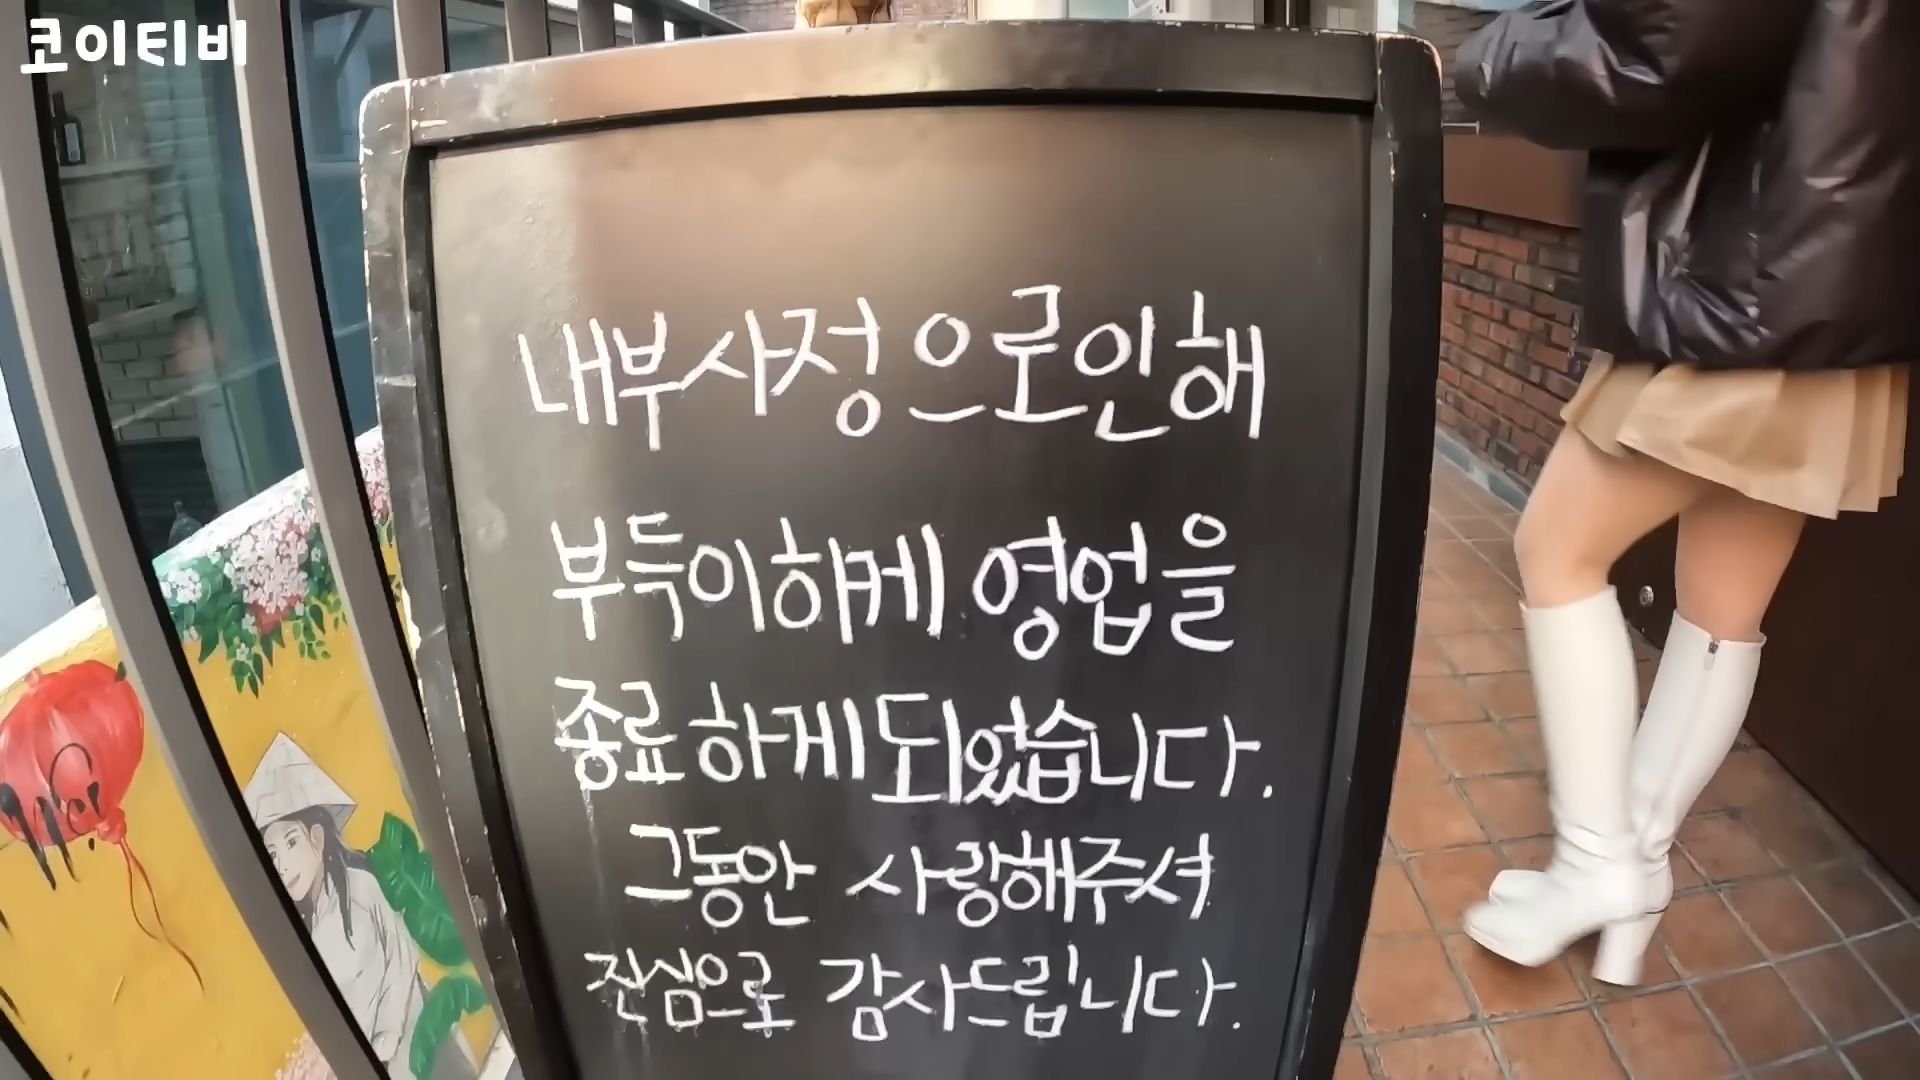 코이티비
내부사정으로인해
부득이하게 영업을
종료하게되었습니다.
그동안 사랑해주셔
진심으로 감사드립니다.